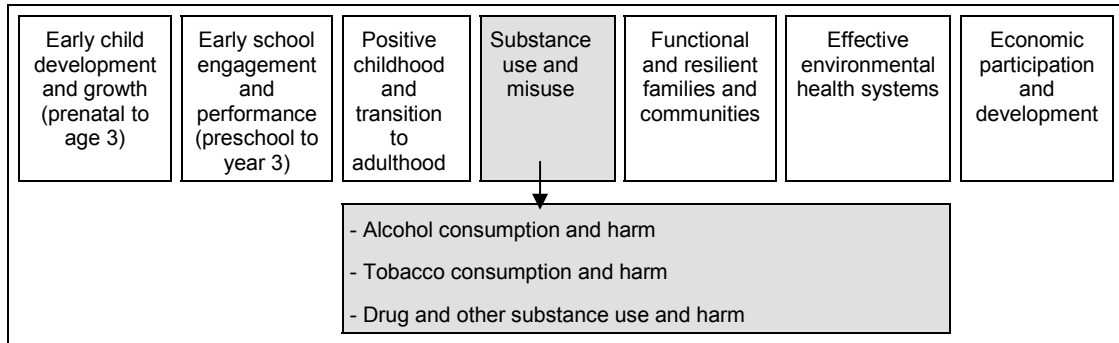 Early child
development
and growth
(prenatal to
age 3)
Early school
engagement
and
performance
(preschool to
year 3)
Positive
childhood
and
transition
to
adulthood
Substance
use and
misuse
Functional
and resilient
families and
communities
Effective
environmental
health systems
Economic
participation
and
development
- Alcohol consumption and harm
- Tobacco consumption and harm
- Drug and other substance use and harm